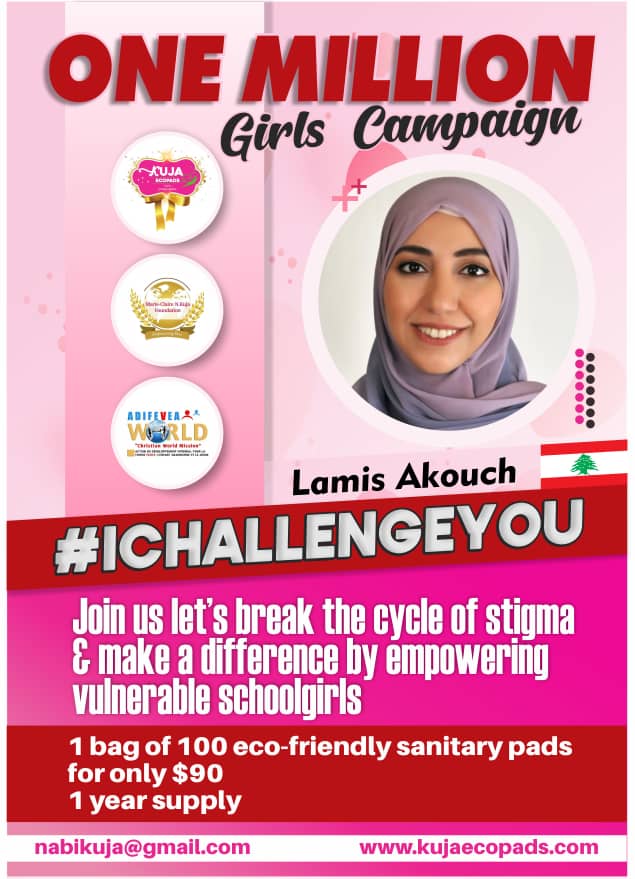 ONE MILLION
Girls Campaign
KUJA
ECOPADS
Marie-Claire N.Kuja
Foundation
ADIFEVEA
WORLD
"Christian World Mission"
Lamis Akouch
#ICHALLENGEYOU
Join us let's break the cycle of stigma
& make a difference by empowering
vulnerable schoolgirls
1 bag of 100 eco-friendly sanitary pads
for only $90
1 year supply
nabikuja@gmail.com
www.kujaecopads.com